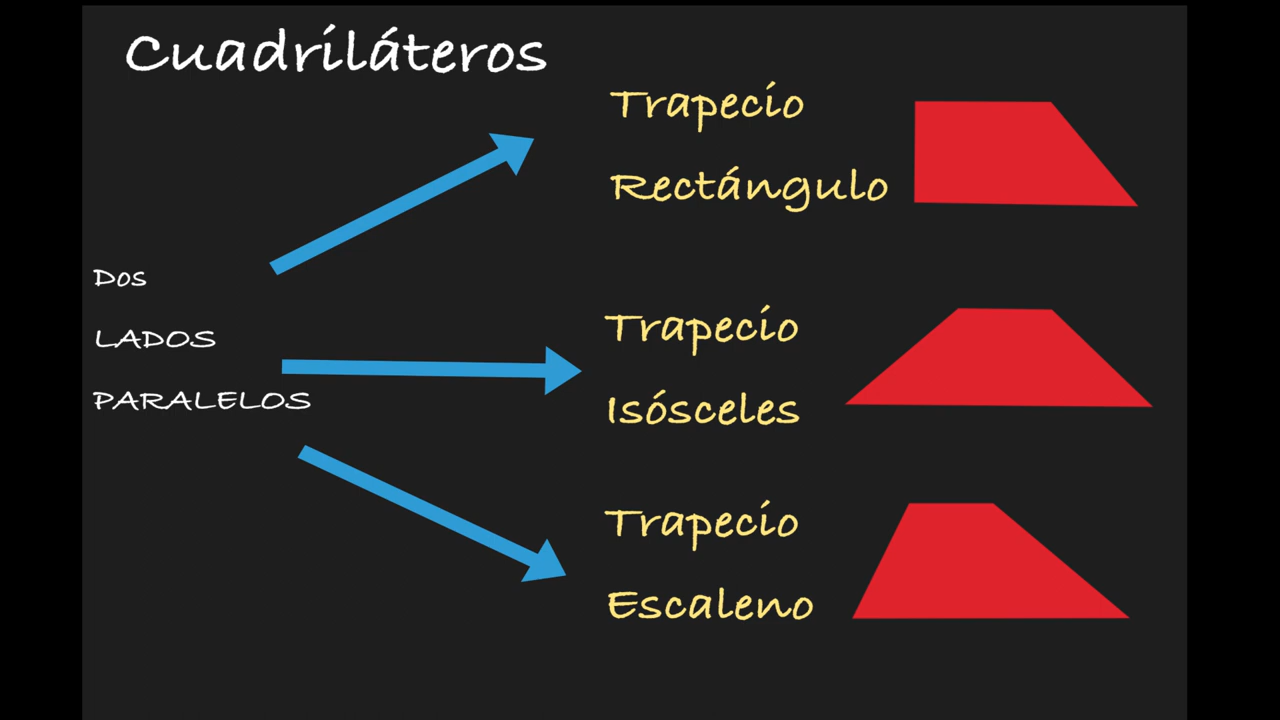 Cuadriláteros
Dos
LADOS
PARALELOS
Trapecio
Rectángulo
Trapecio
Isósceles
Trapecio
Escaleno